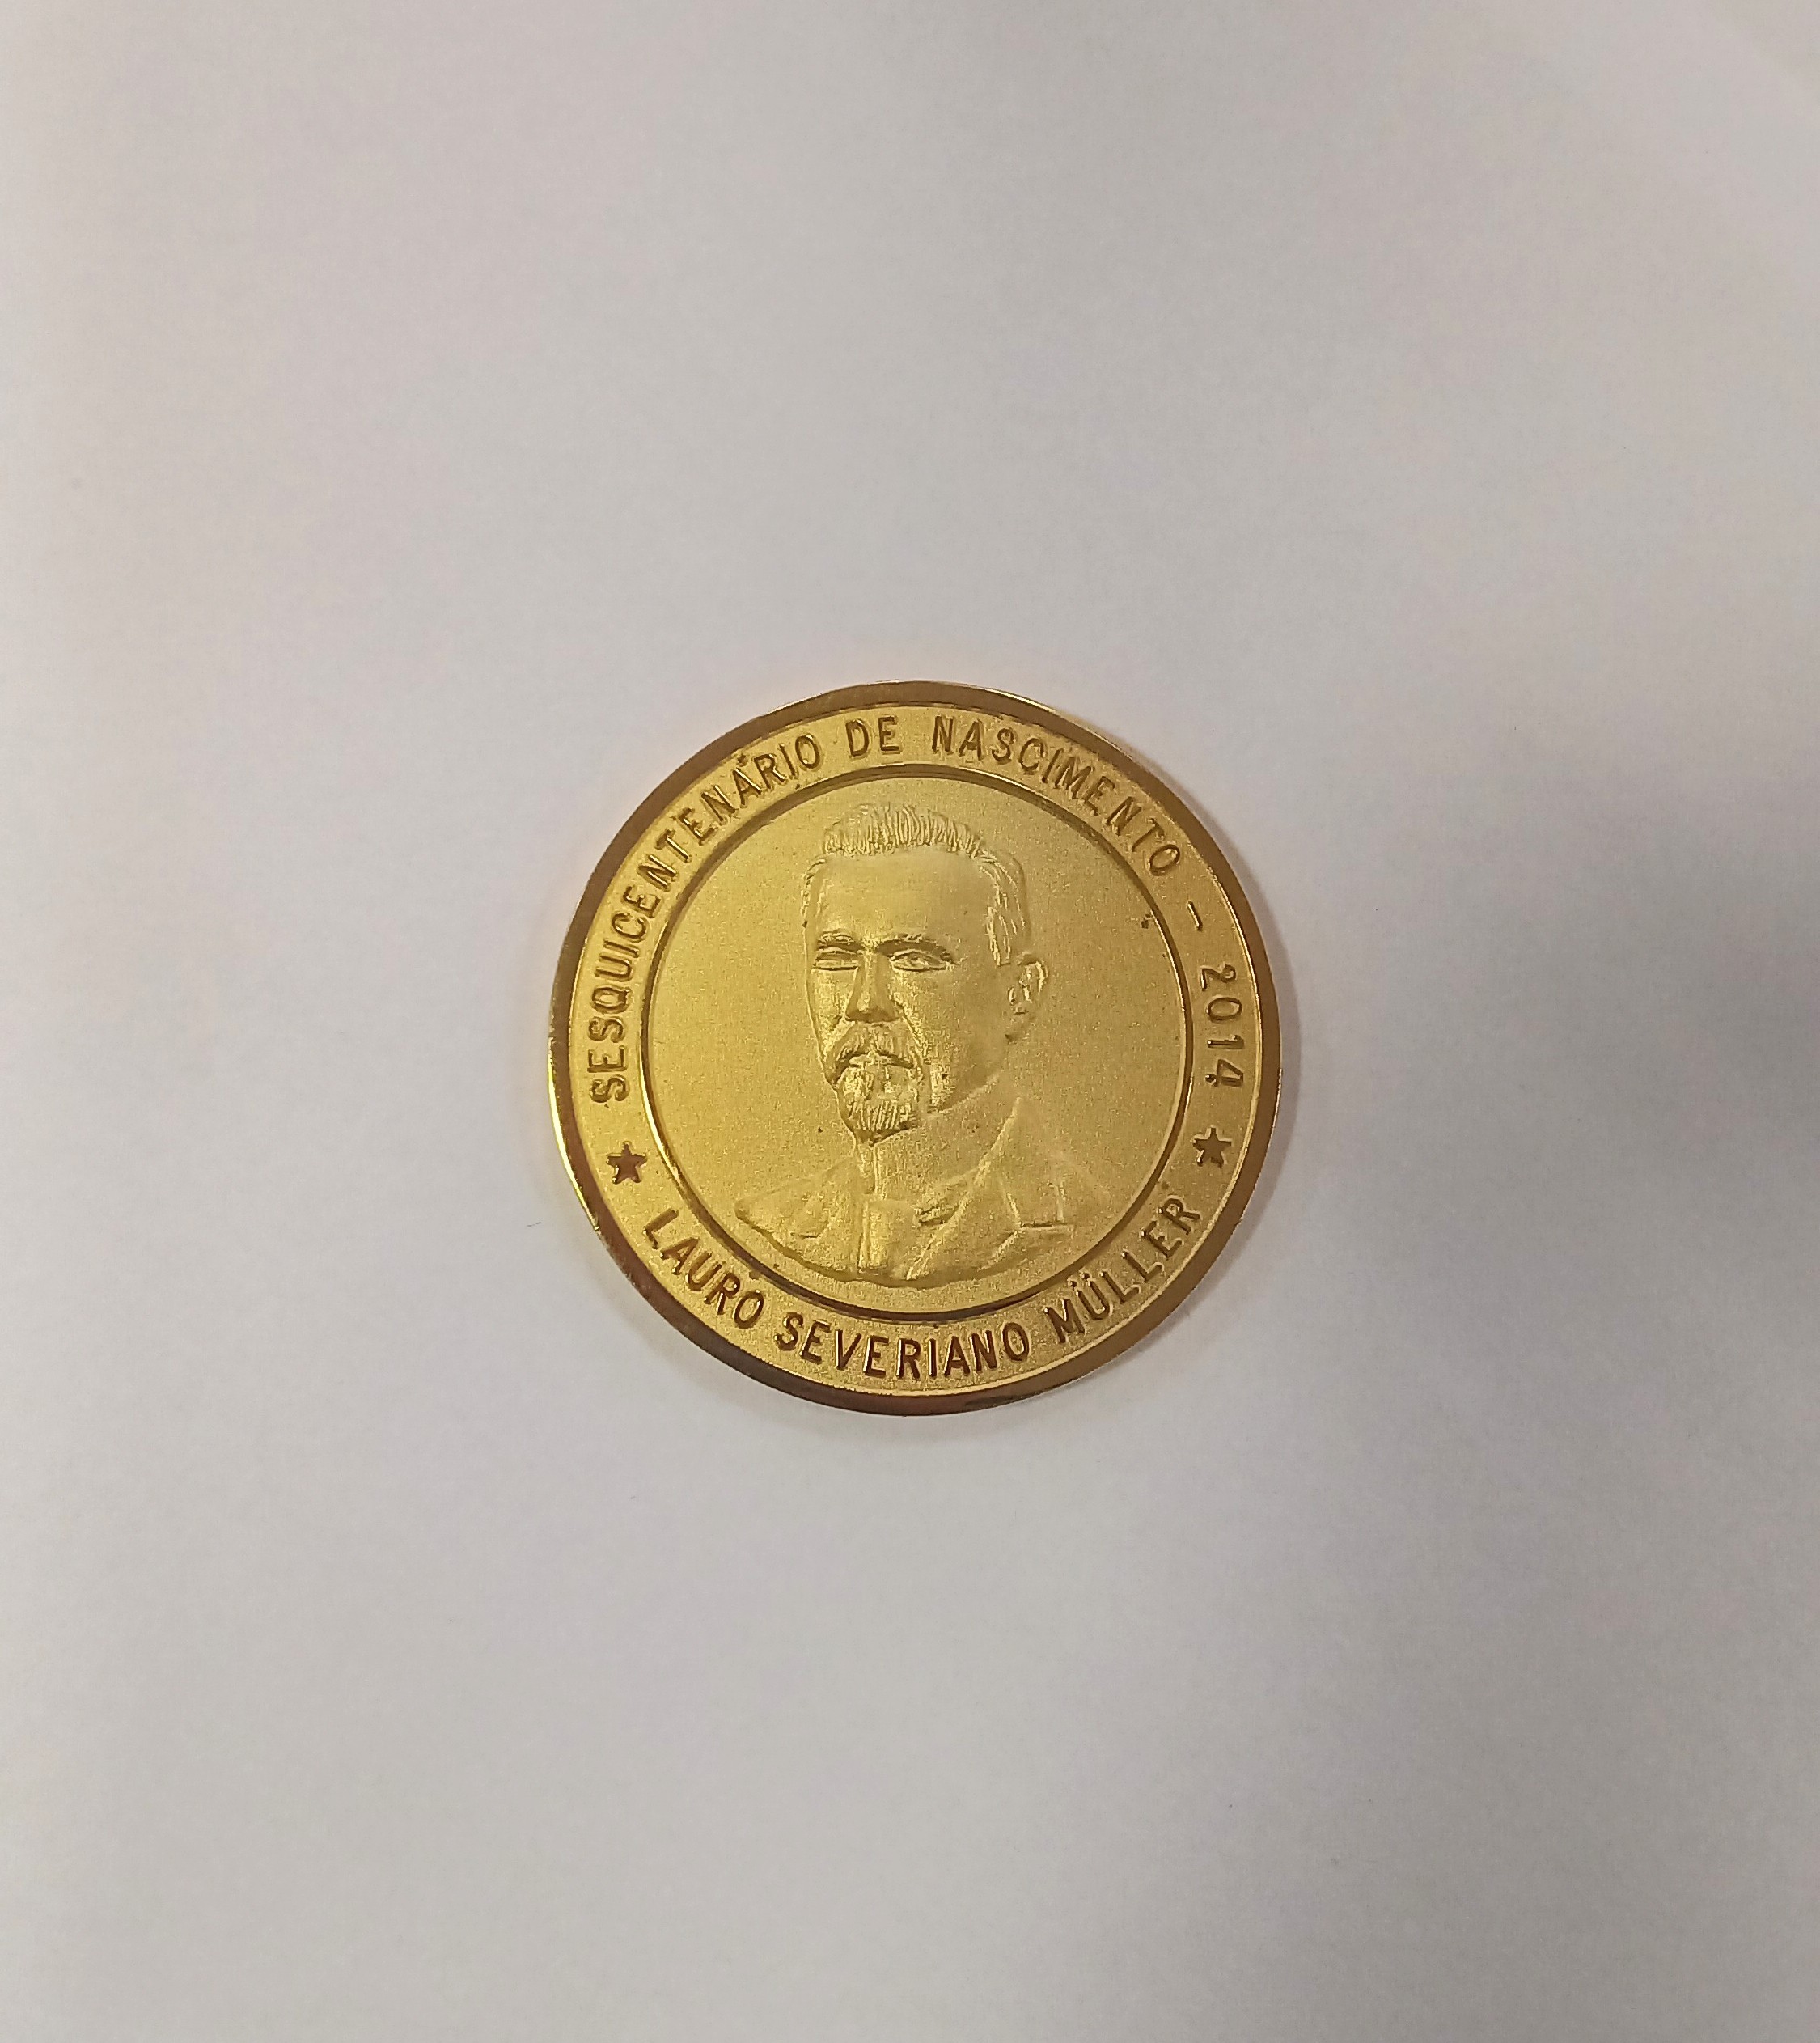 SESQUICENTENÁRIO DE NASCIMENTO - 2014
LAURO SEVERIANO MÜLLER